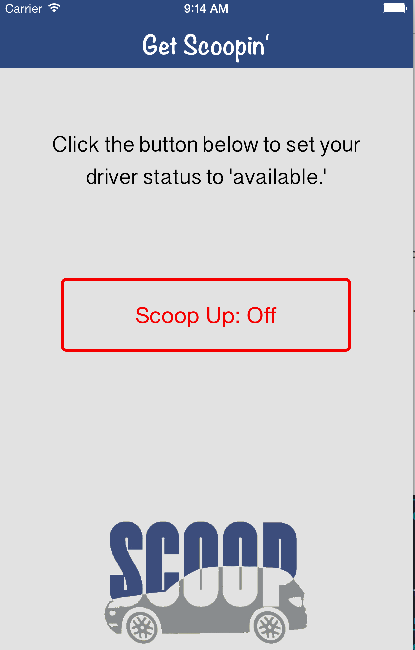 Carrier 9:14 AM
Get Scoopin'
Click the button below to set your
driver status to 'available.'
Scoop Up: Off
SCOOP